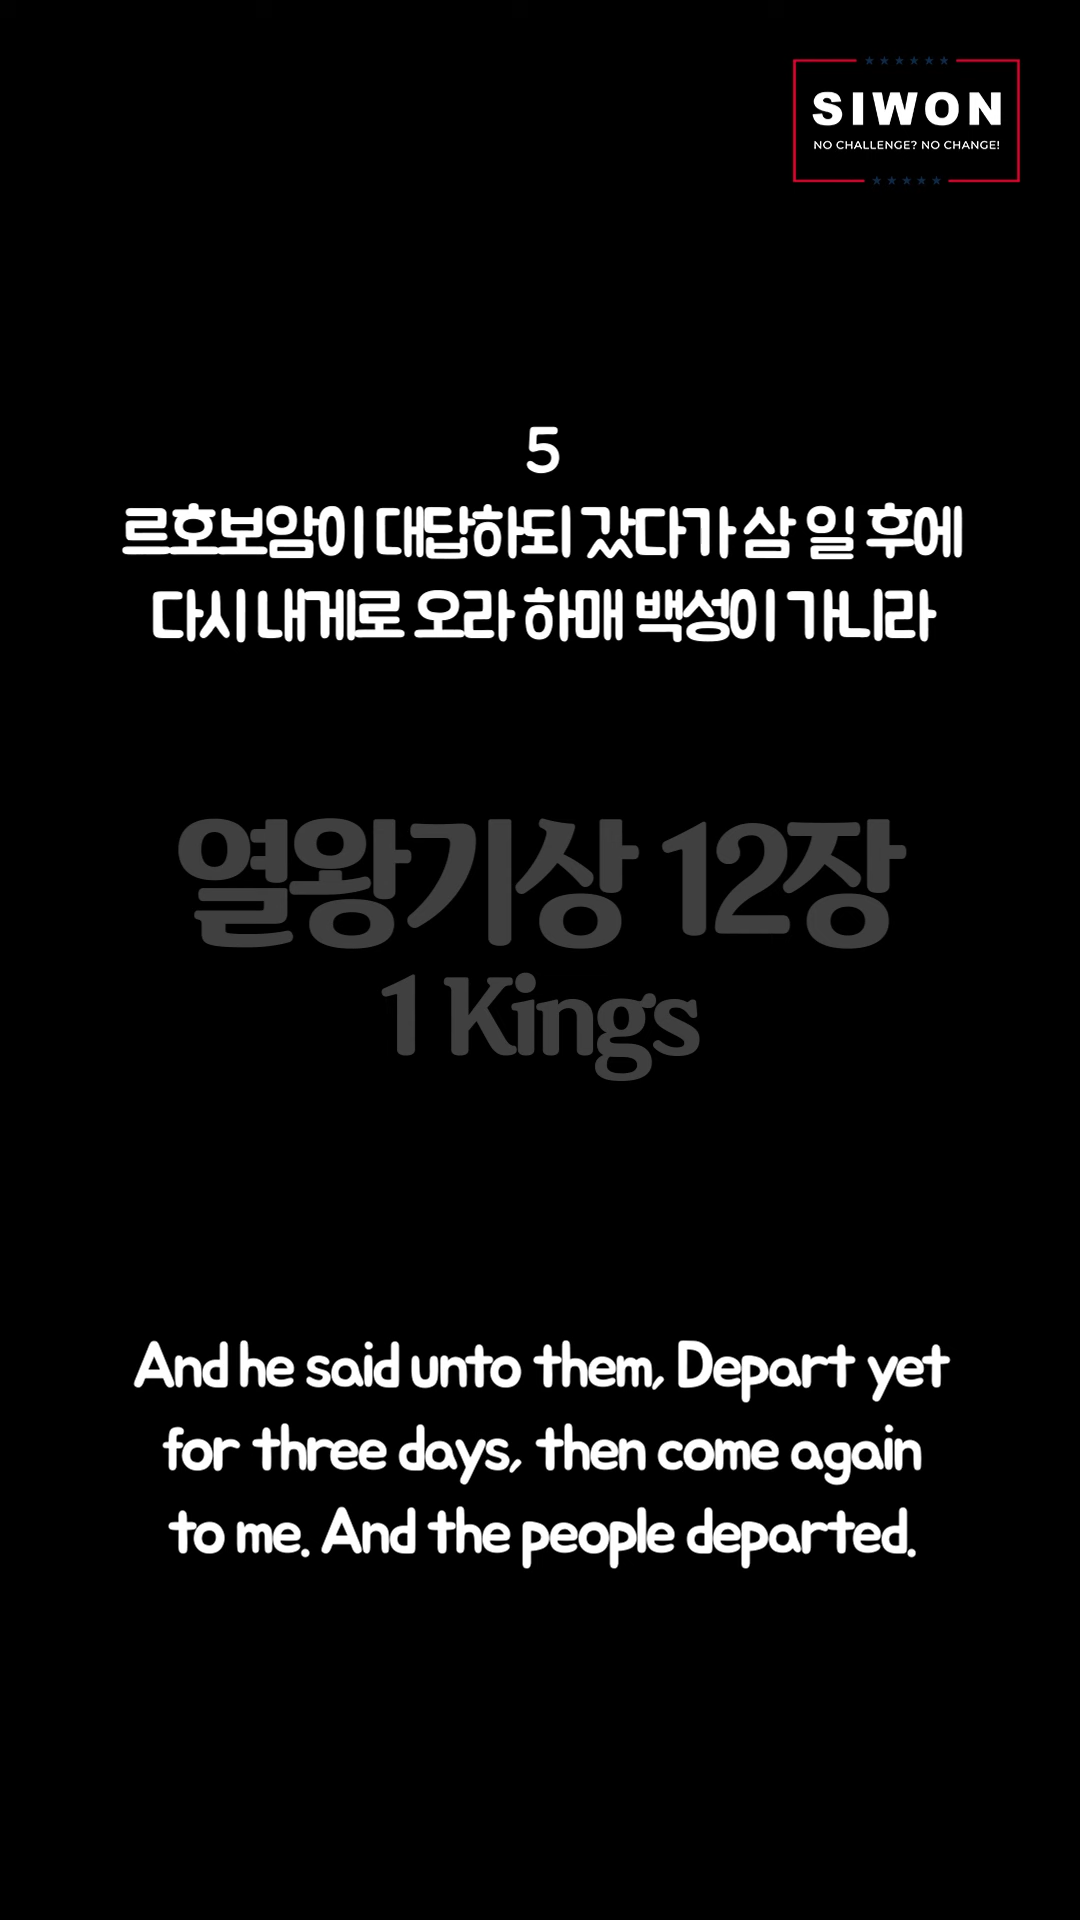 SIWON
NO CHALLENGE? NO CHANGE!
5
르호보암이 대답하되 갔다가 삼 일 후에
다시 내게로 오라 하매 백성이 가니라
열왕기상 12장
1 Kings
And he said unto them, Depart yet
for three days, then come again
to me. And the people departed.